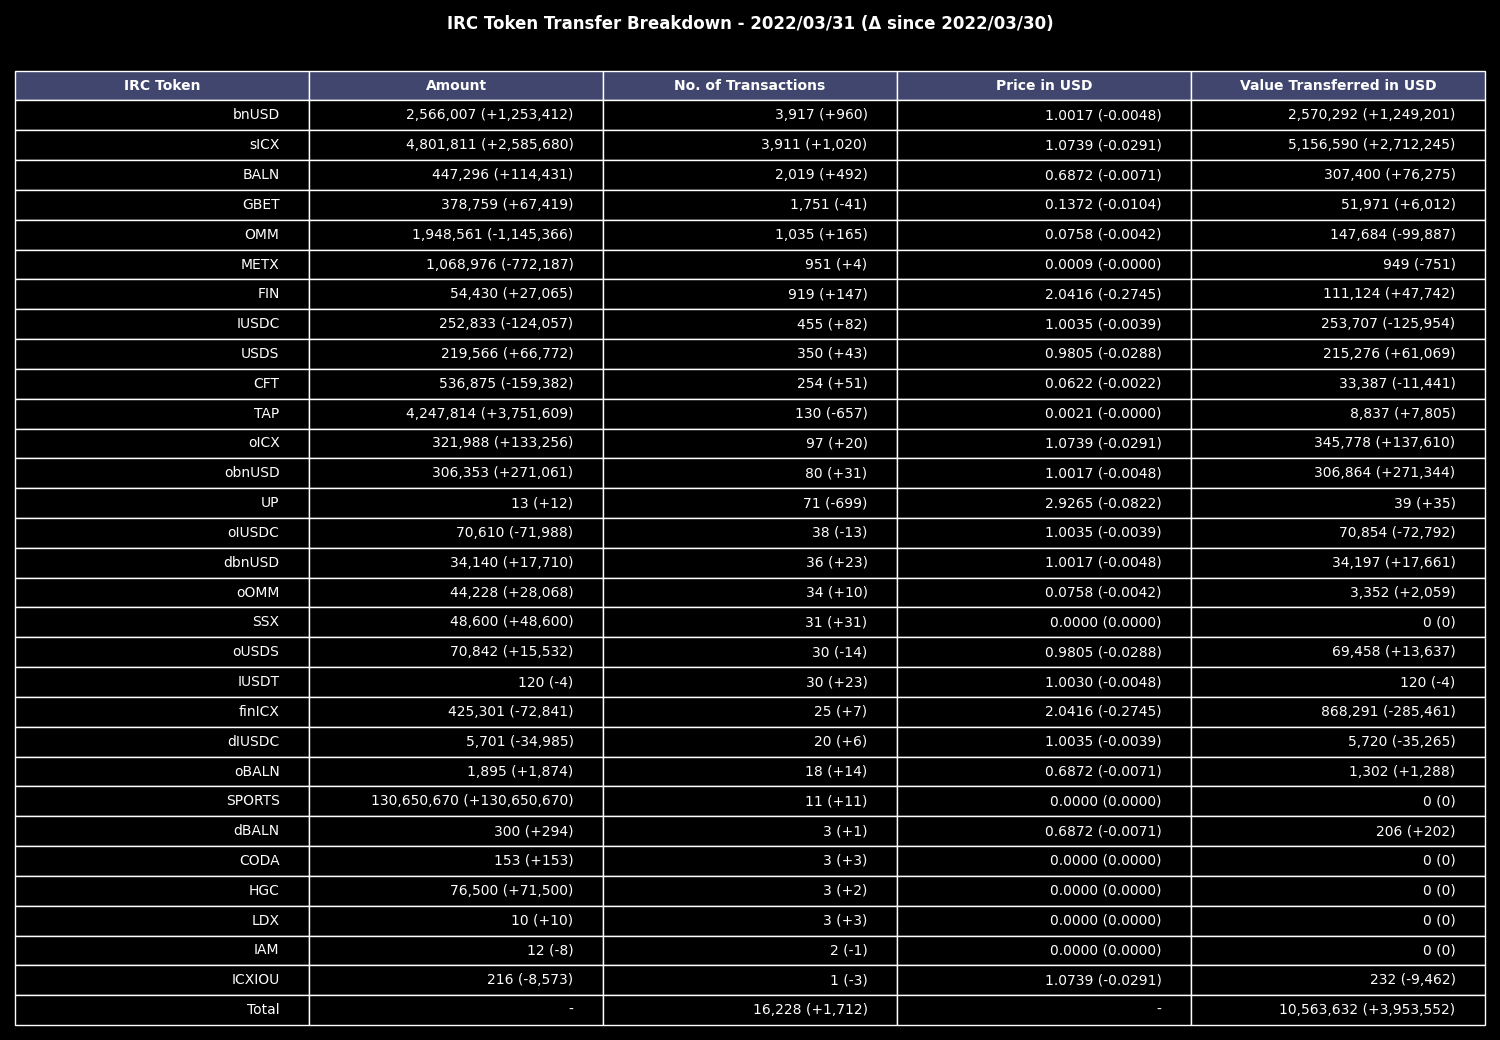 IRC Token Transfer Breakdown - 2022/03/31 (Δ since 2022/03/30)
IRC Token Amount No. of Transactions Price in USD Value Transferred in USD
bnUSD 2,566,007 (+1,253,412) 3,917 (+960) 1.0017 (-0.0048) 2,570,292 (+1,249,201)
sICX 4,801,811 (+2,585,680) 3,911 (+1,020) 1.0739 (-0.0291) 5,156,590 (+2,712,245)
BALN 447,296 (+114,431) 2,019 (+492) 0.6872 (-0.0071) 307,400 (+76,275)
GBET 378,759 (+67,419) 1,751 (-41) 0.1372 (-0.0104) 51,971 (+6,012)
OMM 1,948,561 (-1,145,366) 1,035 (+165) 0.0758 (-0.0042) 147,684 (-99,887)
METX 1,068,976 (-772,187) 951 (+4) 0.0009 (-0.0000) 949 (-751)
FIN 54,430 (+27,065) 919 (+147) 2.0416 (-0.2745) 111,124 (+47,742)
IUSDC 252,833 (-124,057) 455 (+82) 1.0035 (-0.0039) 253,707 (-125,954)
USDS 219,566 (+66,772) 350 (+43) 0.9805 (-0.0288) 215,276 (+61,069)
CFT 536,875 (-159,382) 254 (+51) 0.0622 (-0.0022) 33,387 (-11,441)
TAP 4,247,814 (+3,751,609) 130 (-657) 0.0021 (-0.0000) 8,837 (+7,805)
oICX 321,988 (+133,256) 97 (+20) 1.0739 (-0.0291) 345,778 (+137,610)
obnUSD 306,353 (+271,061) 80 (+31) 1.0017 (-0.0048) 306,864 (+271,344)
UP 13 (+12) 71 (-699) 2.9265 (-0.0822) 39 (+35)
oIUSDC 70,610 (-71,988) 38 (-13) 1.0035 (-0.0039) 70,854 (-72,792)
dbnUSD 34,140 (+17,710) 36 (+23) 1.0017 (-0.0048) 34,197 (+17,661)
oOMM 44,228 (+28,068) 34 (+10) 0.0758 (-0.0042) 3,352 (+2,059)
SSX 48,600 (+48,600) 31 (+31) 0.0000 (0.0000) 0 (0)
oUSDS 70,842 (+15,532) 30 (-14) 0.9805 (-0.0288) 69,458 (+13,637)
IUSDT 120 (-4) 30 (+23) 1.0030 (-0.0048) 120 (-4)
finICX 425,301 (-72,841) 25 (+7) 2.0416 (-0.2745) 868,291 (-285,461)
dIUSDC 5,701 (-34,985) 20 (+6) 1.0035 (-0.0039) 5,720 (-35,265)
oBALN 1,895 (+1,874) 18 (+14) 0.6872 (-0.0071) 1,302 (+1,288)
SPORTS 130,650,670 (+130,650,670) 11 (+11) 0.0000 (0.0000) 0 (0)
dBALN 300 (+294) 3 (+1) 0.6872 (-0.0071) 206 (+202)
CODA 153 (+153) 3 (+3) 0.0000 (0.0000) 0 (0)
HGC 76,500 (+71,500) 3 (+2) 0.0000 (0.0000) 0 (0)
LDX 10 (+10) 3 (+3) 0.0000 (0.0000) 0 (0)
IAM 12 (-8) 2 (-1) 0.0000 (0.0000) 0 (0)
ICXIOU 216 (-8,573) 1 (-3) 1.0739 (-0.0291) 232 (-9,462)
Total - 16,228 (+1,712) - 10,563,632 (+3,953,552)